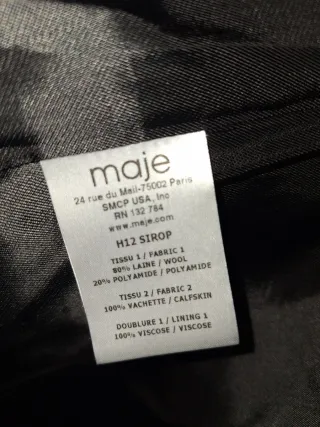 maje
24 rue du Mail-75002 Paris
SMCP USA, Inc
RN 132 784
www.maje.com
H12 SIROP
TISSU 1 / FABRIC 1
80% LAINE / WOOL
20% POLYAMIDE / POLYAMIDE
TISSU 2 / FABRIC 2
100% VACHETTE / CALFSKIN
DOUBLURE 1 / LINING 1
100% VISCOSE / VISCOSE